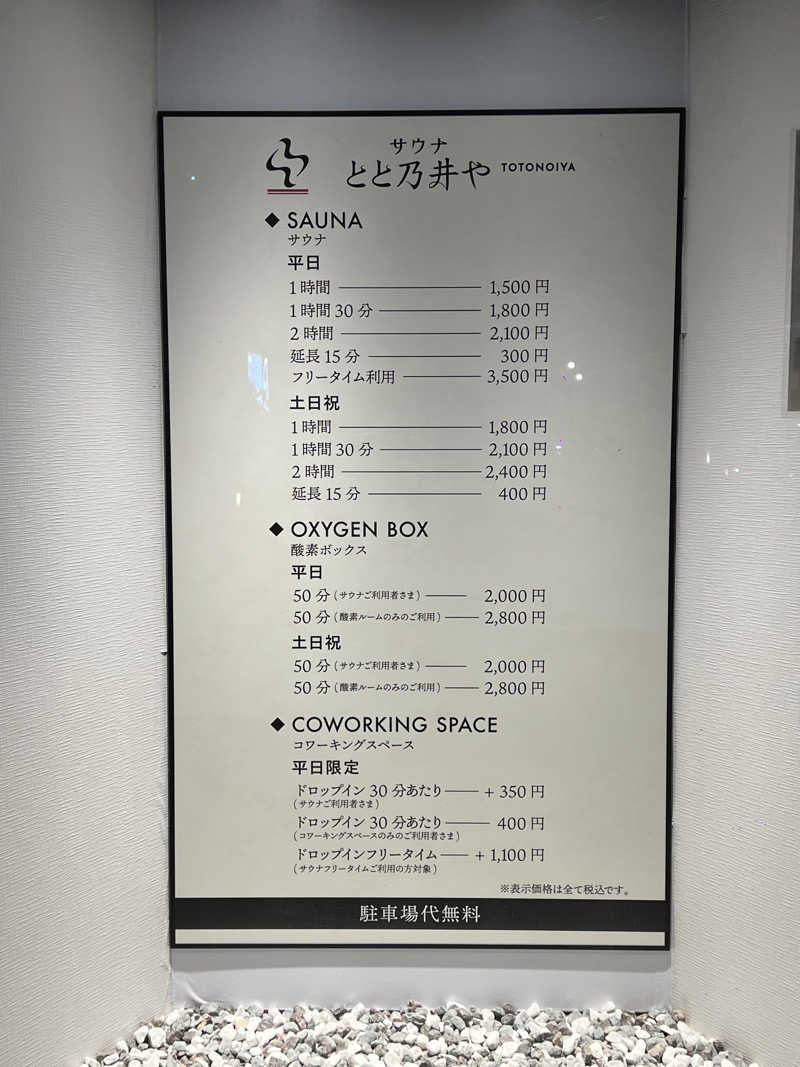 サウナ
とと乃井や TOTONOIYA
◆ SAUNA
サウナ
平日
1時間 1,500円
1時間30分 1,800円
2時間 2,100円
延長15分 300円
フリータイム利用 3,500円
土日祝
1時間 1,800円
1時間30分 2,100円
2時間 2,400円
延長15分 400円
◆ OXYGEN BOX
酸素ボックス
平日
50分(サウナご利用者さま) 2,000円
50分(酸素ルームのみのご利用) 2,800円
土日祝
50分(サウナご利用者さま) 2,000円
50分(酸素ルームのみのご利用) 2,800円
◆ COWORKING SPACE
コワーキングスペース
平日限定
ドロップイン 30分あたり + 350円
(サウナご利用者さま)
ドロップイン 30分あたり 400円
(コワーキングスペースのみのご利用者さま)
ドロップインフリータイム + 1,100円
(サウナフリータイムご利用の方対象)
※表示価格は全て税込です。
駐車場代無料